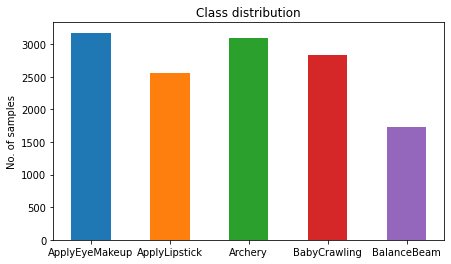 Class distribution
No. of samples
3000
2500
2000
1500
1000
500
0
ApplyEyeMakeup ApplyLipstick Archery BabyCrawling BalanceBeam